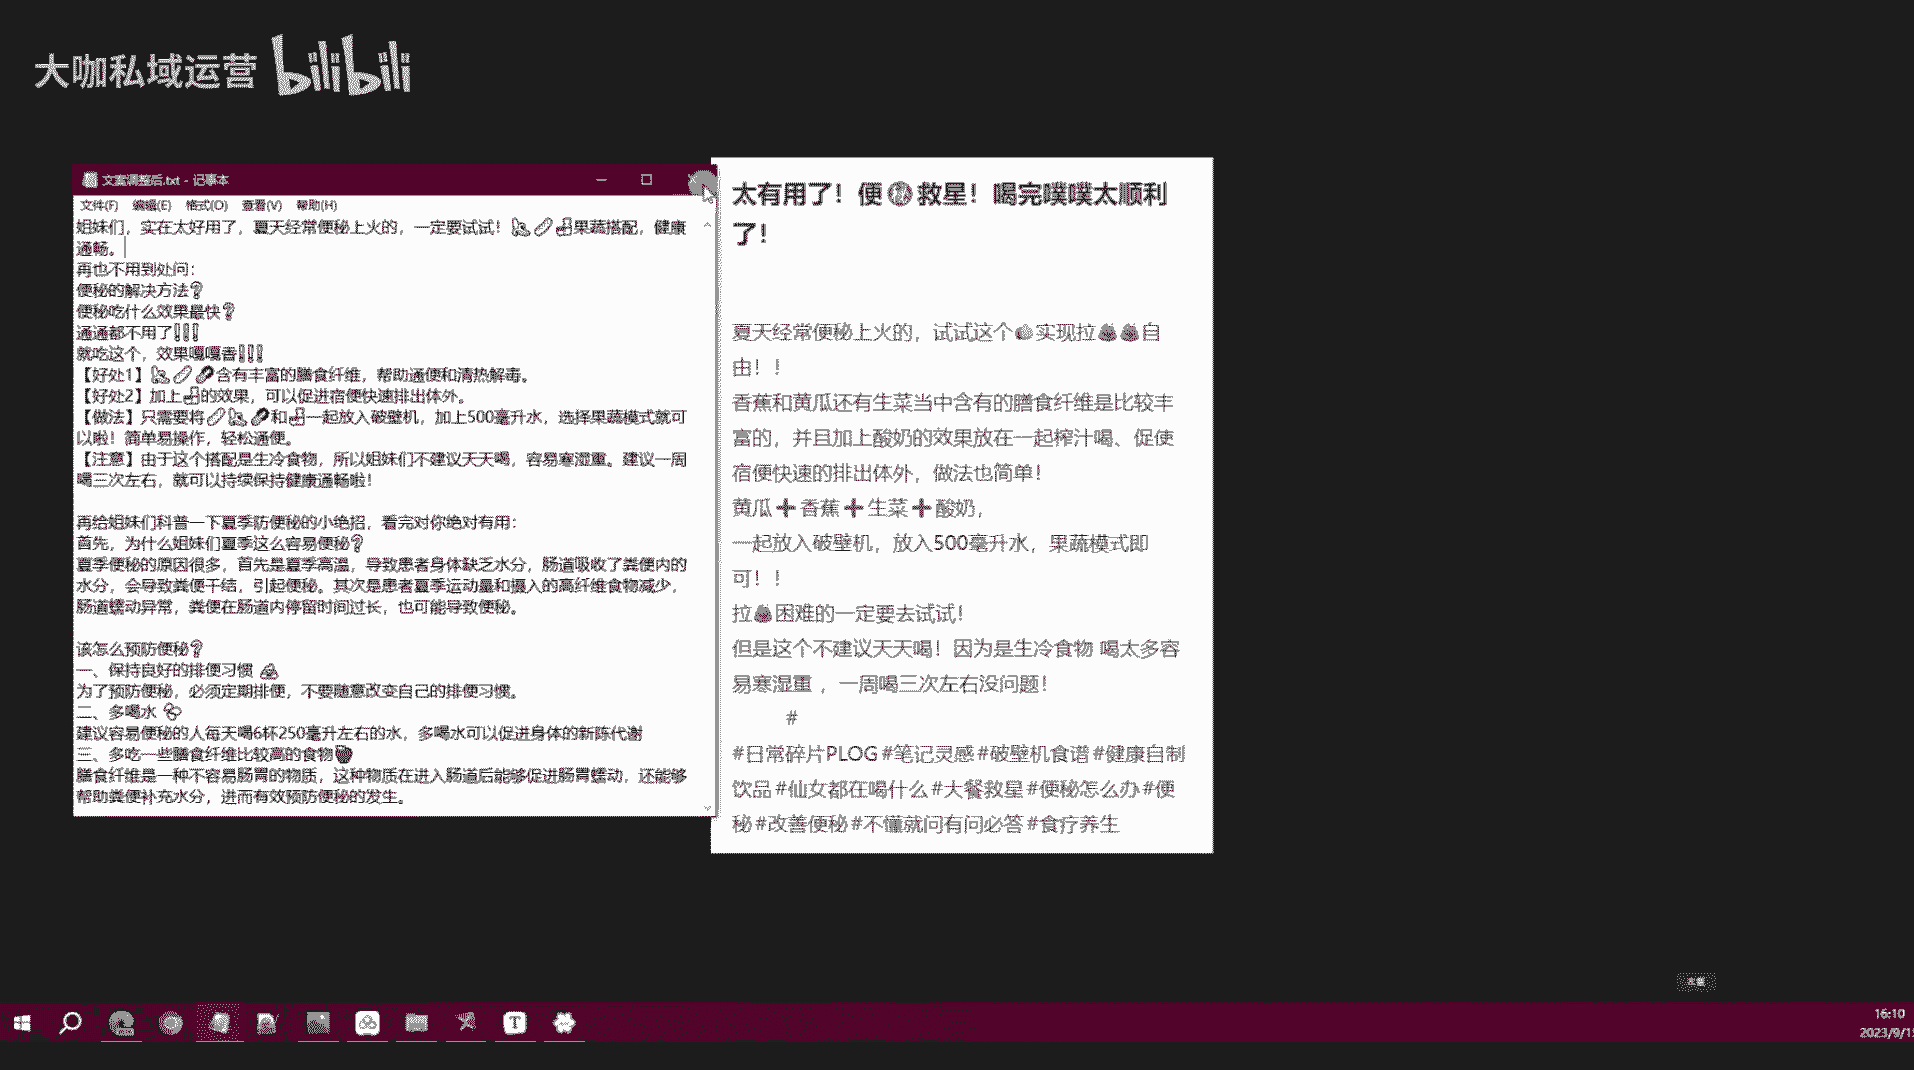 大咖私域运营 bilibili
文案调整后.txt - 记事本
文件(F) 编辑(E) 格式(O) 查看(V) 帮助(H)
姐妹们，实在太好用了，夏天经常便秘上火的，一定要试试！果蔬搭配，健康
通畅。
再也不用到处问：
便秘的解决方法❓
便秘吃什么效果最快❓
通通都不用了❗❗❗
就吃这个，效果嘎嘎香❗❗❗
【好处1】含有丰富的膳食纤维，帮助通便和清热解毒。
【好处2】加上的效果，可以促进宿便快速排出体外。
【做法】只需要将和一起放入破壁机，加上500毫升水，选择果蔬模式就可
以啦！简单易操作，轻松通便。
【注意】由于这个搭配是生冷食物，所以姐妹们不建议天天喝，容易寒湿重。建议一周
喝三次左右，就可以持续保持健康通畅啦！
再给姐妹们科普一下夏季防便秘的小绝招，看完对你绝对有用：
首先，为什么姐妹们夏季这么容易便秘❓
夏季便秘的原因很多，首先是夏季高温，导致患者身体缺乏水分，肠道吸收了粪便内的
水分，会导致粪便干结，引起便秘。其次是患者夏季运动量和摄入的高纤维食物减少，
肠道蠕动异常，粪便在肠道内停留时间过长，也可能导致便秘。
该怎么预防便秘❓
一、保持良好的排便习惯
为了预防便秘，必须定期排便，不要随意改变自己的排便习惯。
二、多喝水
建议容易便秘的人每天喝6杯250毫升左右的水，多喝水可以促进身体的新陈代谢
三、多吃一些膳食纤维比较高的食物
膳食纤维是一种不容易肠胃的物质，这种物质在进入肠道后能够促进肠胃蠕动，还能够
帮助粪便补充水分，进而有效预防便秘的发生。
太有用了！便㊙救星！喝完噗噗太顺利
了！
夏天经常便秘上火的，试试这个实现拉💩💩自
由！！
香蕉和黄瓜还有生菜当中含有的膳食纤维是比较丰
富的，并且加上酸奶的效果放在一起榨汁喝、促使
宿便快速的排出体外，做法也简单！
黄瓜➕香蕉➕生菜➕酸奶，
一起放入破壁机，放入500毫升水，果蔬模式即
可！！
拉💩困难的一定要去试试！
但是这个不建议天天喝！因为是生冷食物 喝太多容
易寒湿重 ，一周喝三次左右没问题！
#
#日常碎片PLOG#笔记灵感#破壁机食谱#健康自制
饮品#仙女都在喝什么#大餐救星#便秘怎么办#便
秘#改善便秘#不懂就问有问必答#食疗养生
16:10
2023/9/1